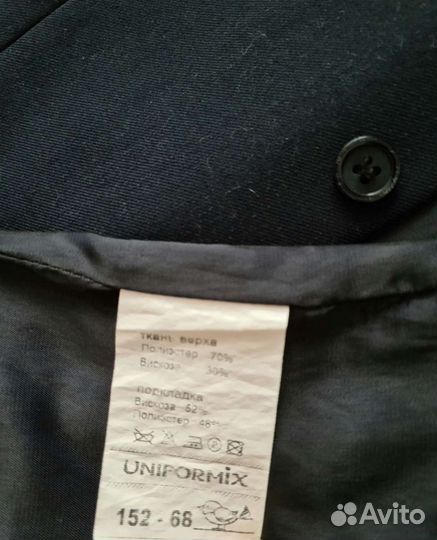 ткань верха
Полиэстер 70%
Вискоза 30%
подкладка
Вискоза 52%
Полиэстер 48%
UNIFORMIX
152 - 68
Avito